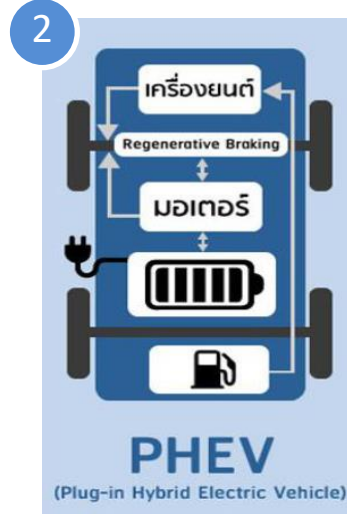 2
เครื่องยนต์
Regenerative Braking
มอเตอร์
PHEV
(Plug-in Hybrid Electric Vehicle)